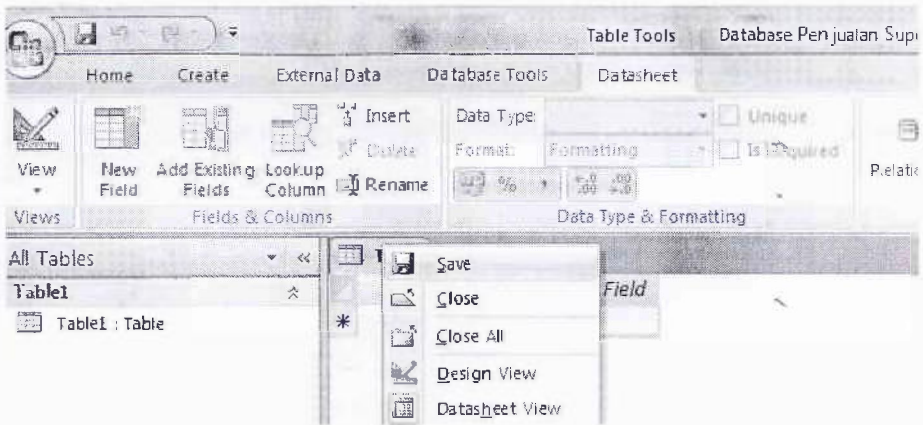 Table Tools Database Penjualan Supe
Home Create External Data Database Tools Datasheet
View
New Field
Add Existing Fields
Lookup Column
Insert
Delete
Rename
Data Type:
Format: Formatting
Unique
Is Required
% ,
Relatic
Views Fields & Columns Data Type & Formatting
All Tables «
Table1
Table1 : Table
Save
Close
Close All
Design View
Datasheet View
Field
*